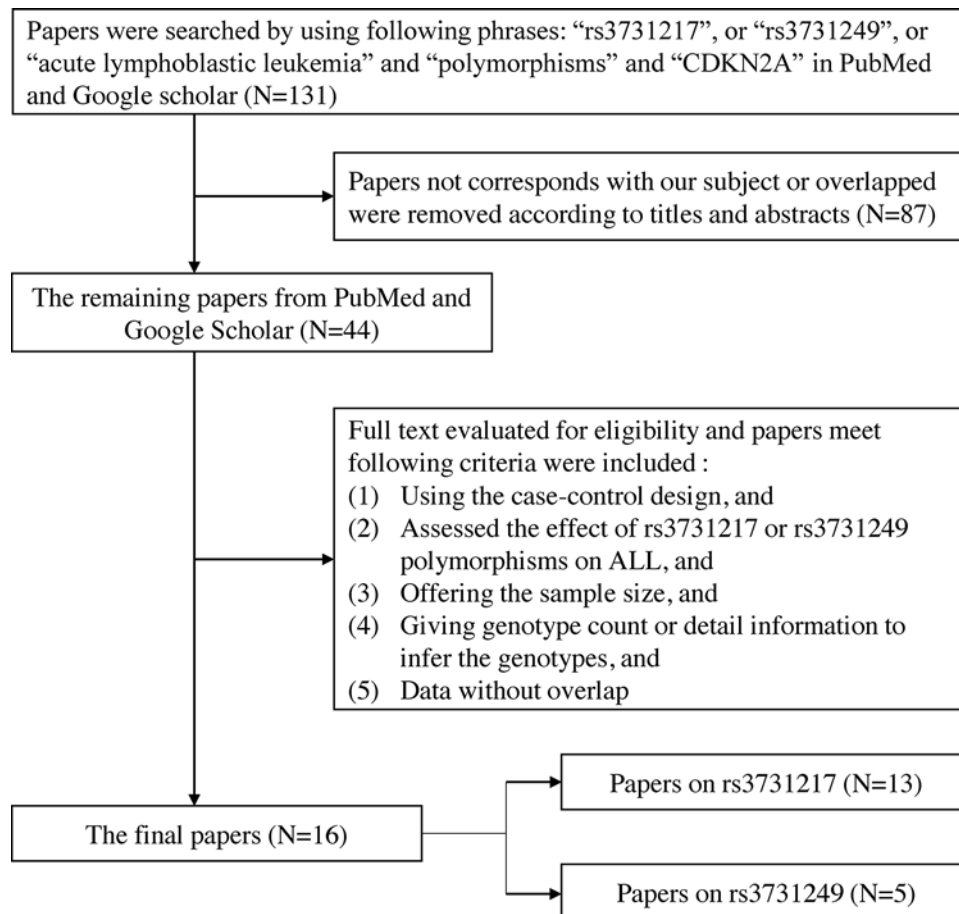 Papers were searched by using following phrases: “rs3731217”, or “rs3731249”, or
“acute lymphoblastic leukemia” and “polymorphisms” and “CDKN2A” in PubMed
and Google scholar (N=131)
Papers not corresponds with our subject or overlapped
were removed according to titles and abstracts (N=87)
The remaining papers from PubMed and
Google Scholar (N=44)
Full text evaluated for eligibility and papers meet
following criteria were included :
(1) Using the case-control design, and
(2) Assessed the effect of rs3731217 or rs3731249
polymorphisms on ALL, and
(3) Offering the sample size, and
(4) Giving genotype count or detail information to
infer the genotypes, and
(5) Data without overlap
Papers on rs3731217 (N=13)
The final papers (N=16)
Papers on rs3731249 (N=5)